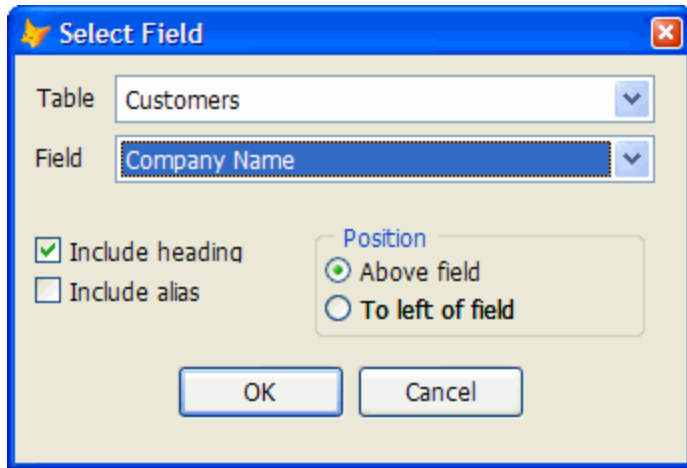 Select Field
Table Customers
Field Company Name
Include heading
Include alias
Position
Above field
To left of field
OK Cancel